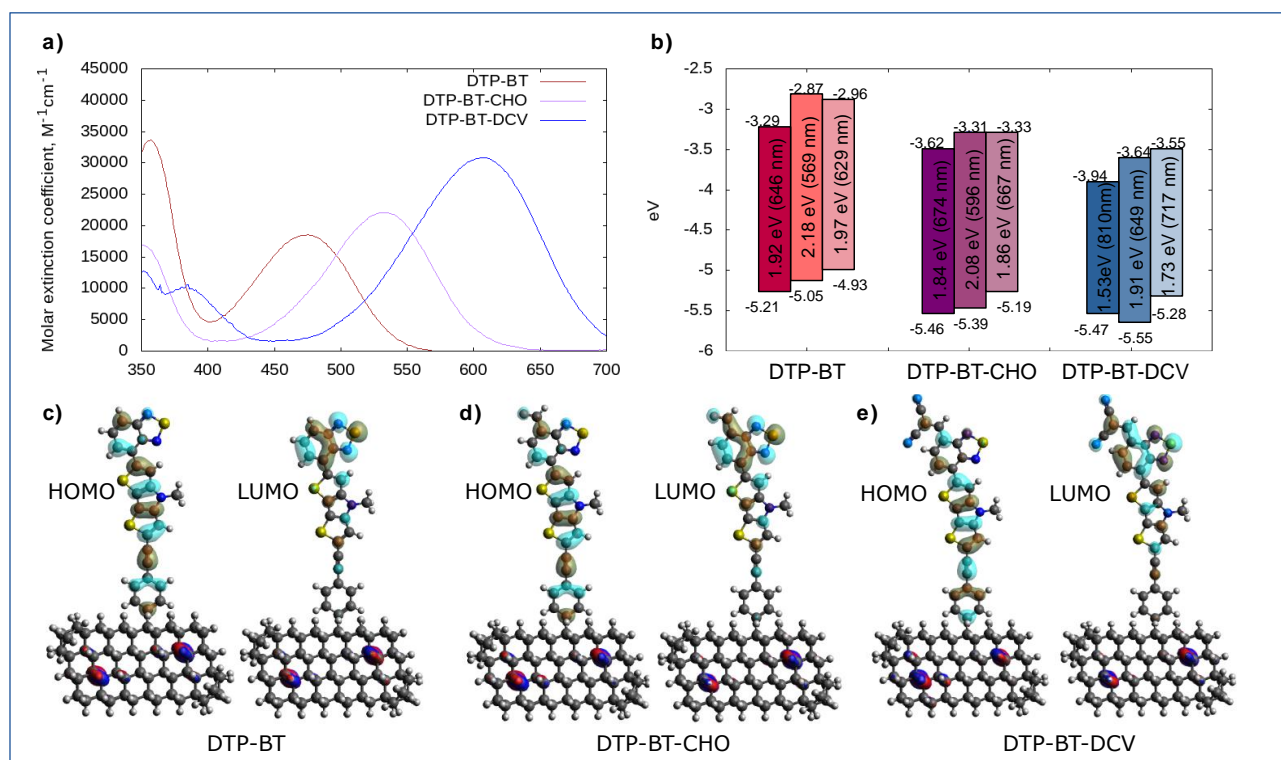 a)
Molar extinction coefficient, M-1cm-1
45000
40000
35000
30000
25000
20000
15000
10000
5000
0
DTP-BT
DTP-BT-CHO
DTP-BT-DCV
350 400 450 500 550 600 650 700
b)
eV
-2.5
-3
-3.5
-4
-4.5
-5
-5.5
-6
-3.29
1.92 eV (646 nm)
-5.21
-2.87
2.18 eV (569 nm)
-5.05
-2.96
1.97 eV (629 nm)
-4.93
-3.62
1.84 eV (674 nm)
-5.46
-3.31
2.08 eV (596 nm)
-5.39
-3.33
1.86 eV (667 nm)
-5.19
-3.94
1.53eV (810nm)
-5.47
-3.64
1.91 eV (649 nm)
-5.55
-3.55
1.73 eV (717 nm)
-5.28
DTP-BT DTP-BT-CHO DTP-BT-DCV
c)
HOMO LUMO
DTP-BT
d)
HOMO LUMO
DTP-BT-CHO
e)
HOMO LUMO
DTP-BT-DCV